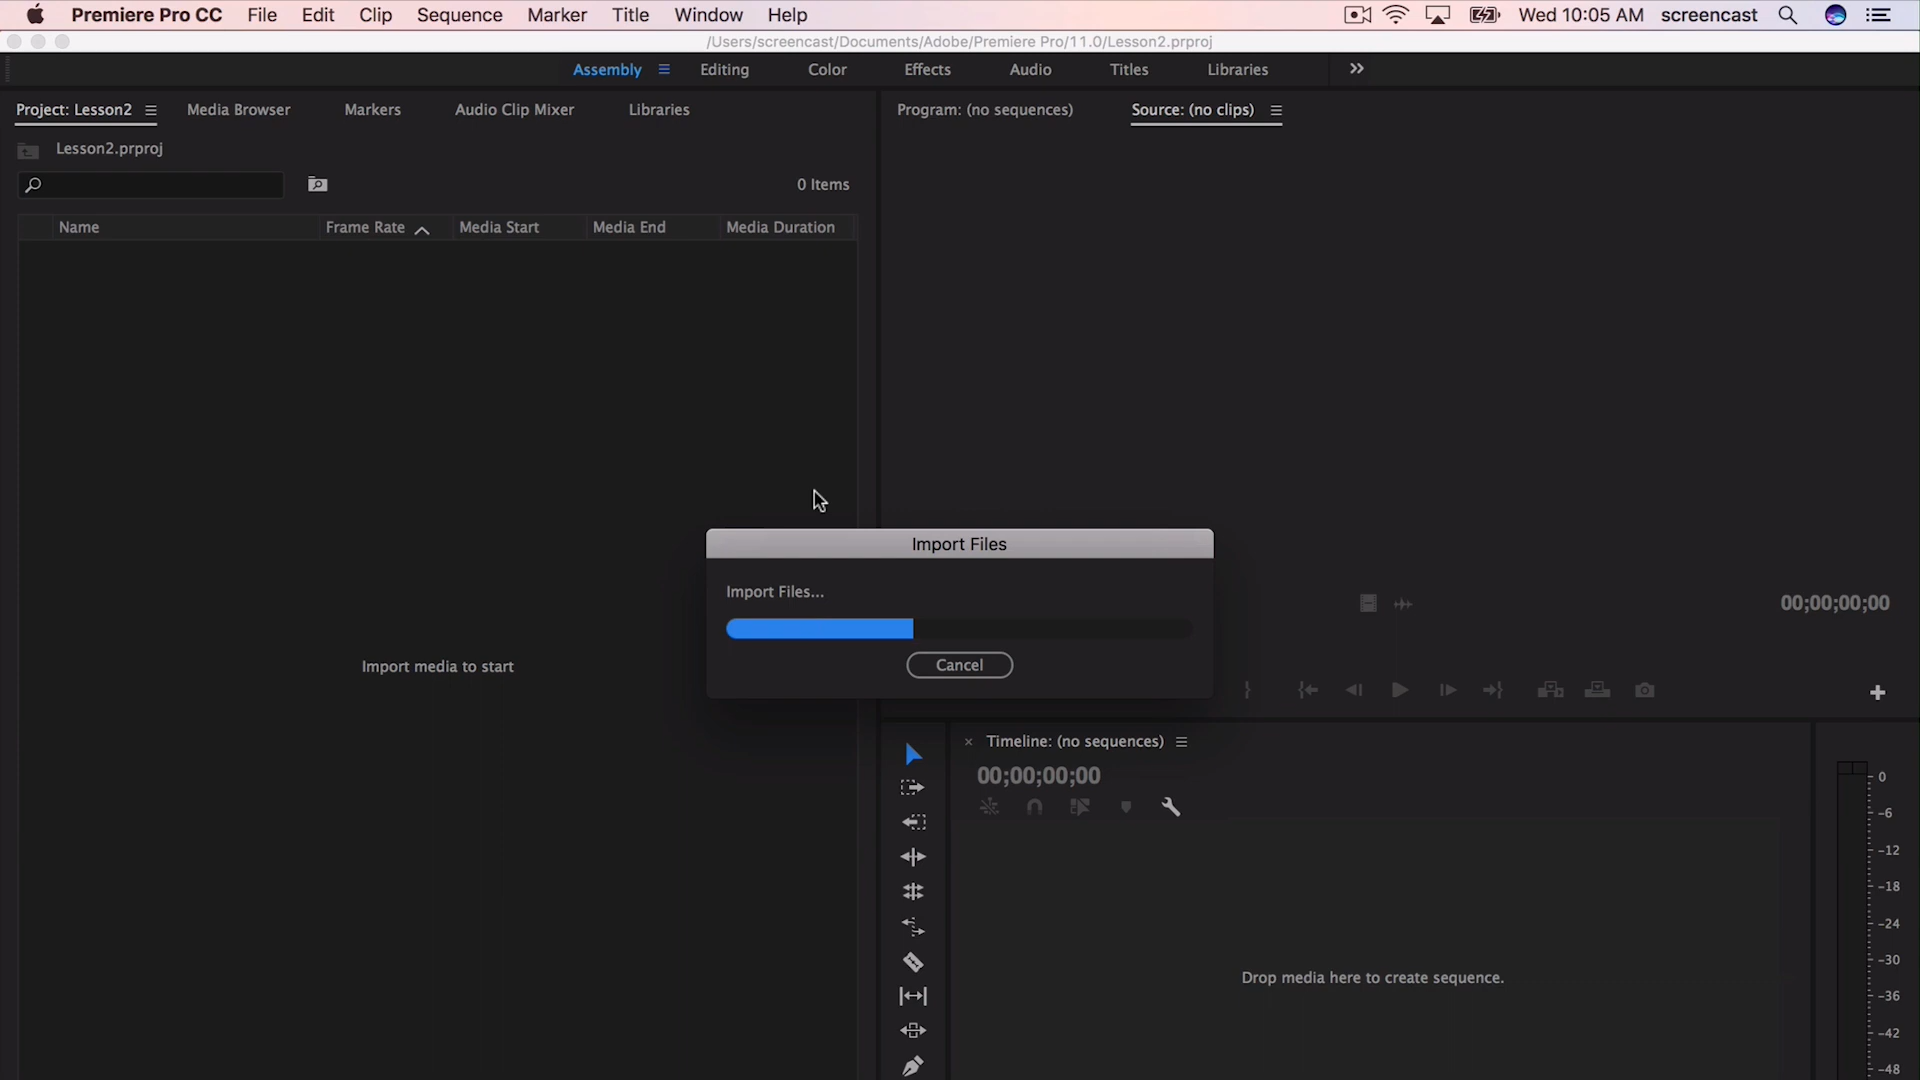 Premiere Pro CC File Edit Clip Sequence Marker Title Window Help Wed 10:05 AM screencast
/Users/screencast/Documents/Adobe/Premiere Pro/11.0/Lesson2.prproj
Assembly Editing Color Effects Audio Titles Libraries
Project: Lesson2 Media Browser Markers Audio Clip Mixer Libraries Program: (no sequences) Source: (no clips)
Lesson2.prproj
0 Items
Name Frame Rate Media Start Media End Media Duration
Import Files
Import Files...
00;00;00;00
Cancel
Import media to start
Timeline: (no sequences)
00;00;00;00
0
-6
-12
-18
-24
-30
-36
-42
-48
Drop media here to create sequence.